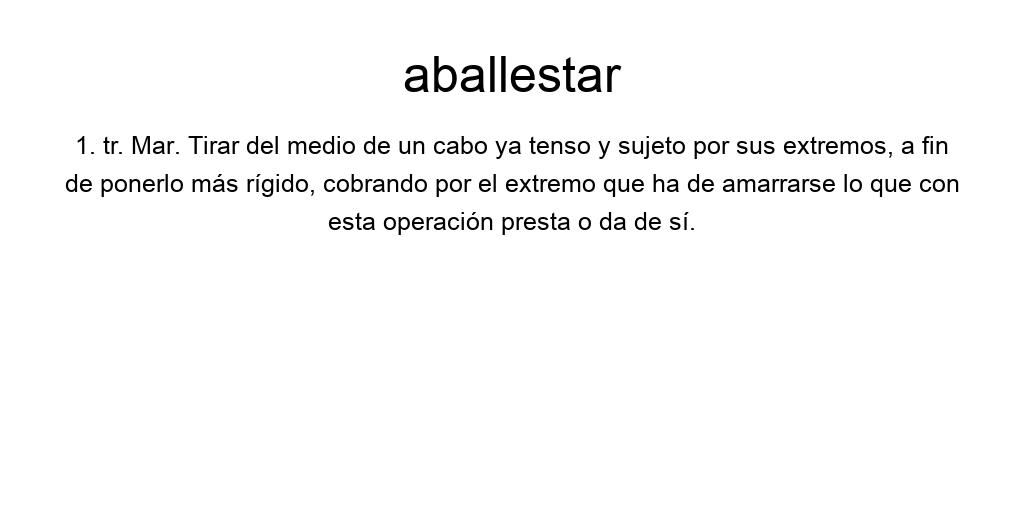 aballestar
1. tr. Mar. Tirar del medio de un cabo ya tenso y sujeto por sus extremos, a fin
de ponerlo más rígido, cobrando por el extremo que ha de amarrarse lo que con
esta operación presta o da de sí.